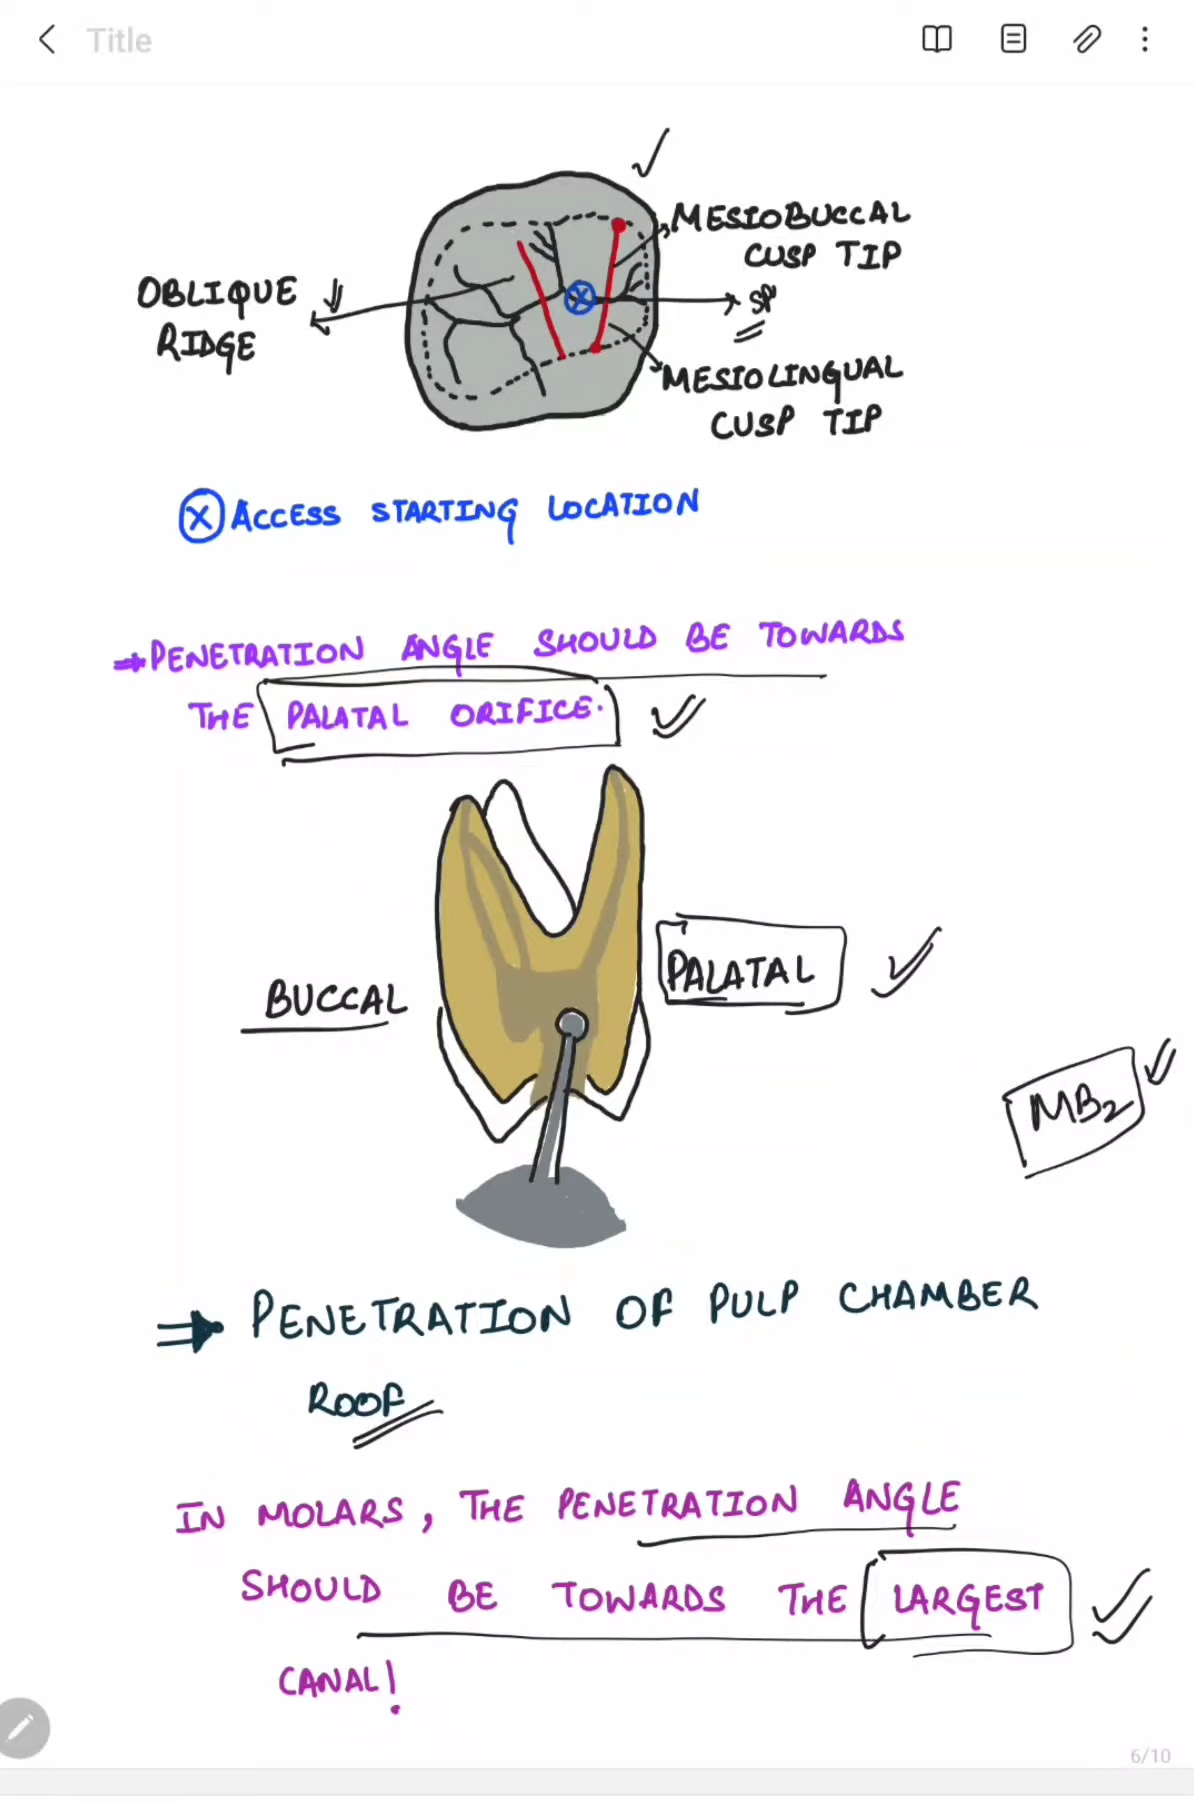 Title
MESIOBUCCAL
CUSP TIP
OBLIQUE
RIDGE
SP
MESIOLINGUAL
CUSP TIP
X ACCESS STARTING LOCATION
⇒ PENETRATION ANGLE SHOULD BE TOWARDS
THE PALATAL ORIFICE.
PALATAL
BUCCAL
MB2
⇒ PENETRATION OF PULP CHAMBER
ROOF
IN MOLARS, THE PENETRATION ANGLE
SHOULD BE TOWARDS THE LARGEST
CANAL!
6/10